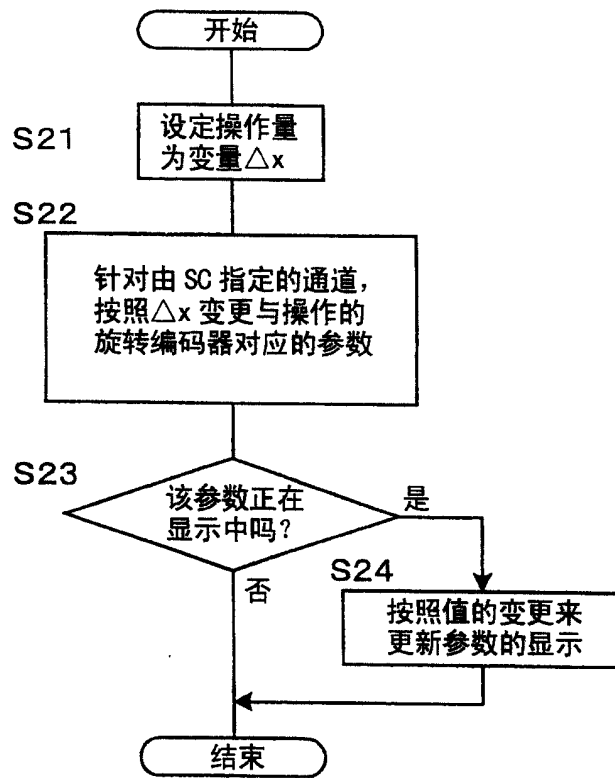 开始
S21
设定操作量
为变量△x
S22
针对由 SC 指定的通道,
按照△x 变更与操作的
旋转编码器对应的参数
S23
该参数正在
显示中吗?
是
否
S24
按照值的变更来
更新参数的显示
结束